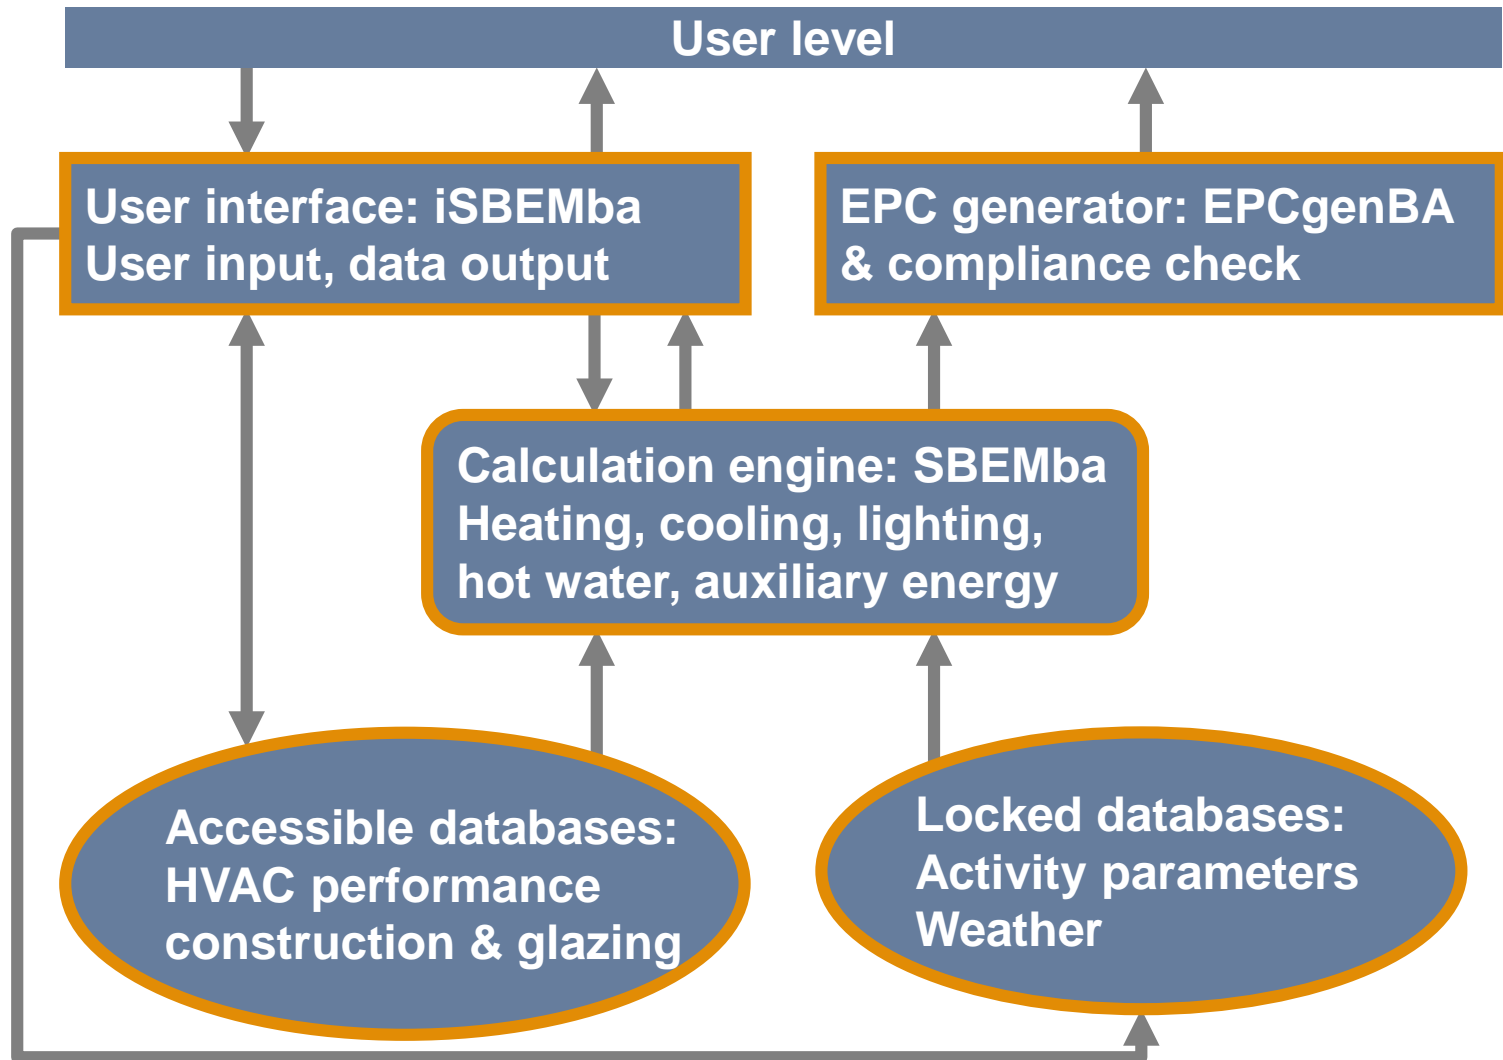 User level
User interface: iSBEMba
User input, data output
EPC generator: EPCgenBA
& compliance check
Calculation engine: SBEMba
Heating, cooling, lighting,
hot water, auxiliary energy
Accessible databases:
HVAC performance
construction & glazing
Locked databases:
Activity parameters
Weather